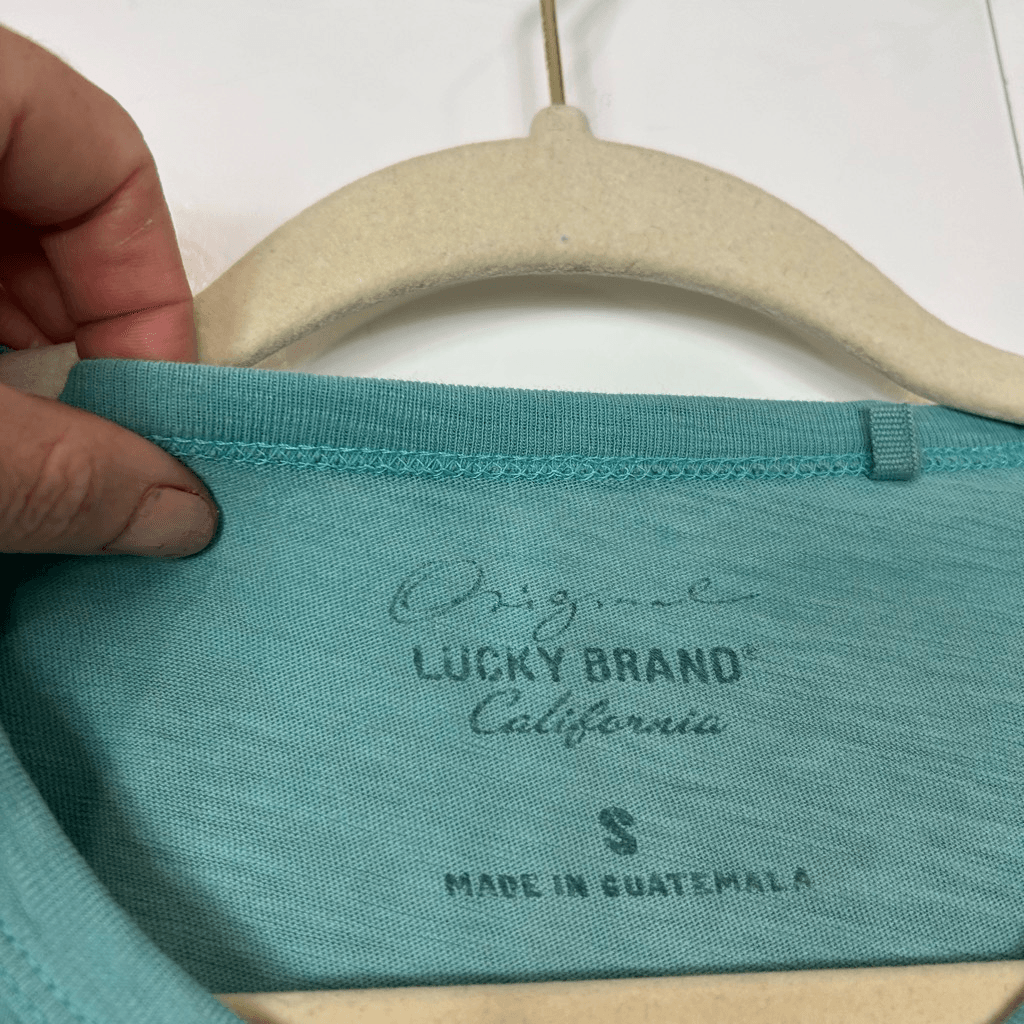 Original
LUCKY BRAND®
California
S
MADE IN GUATEMALA